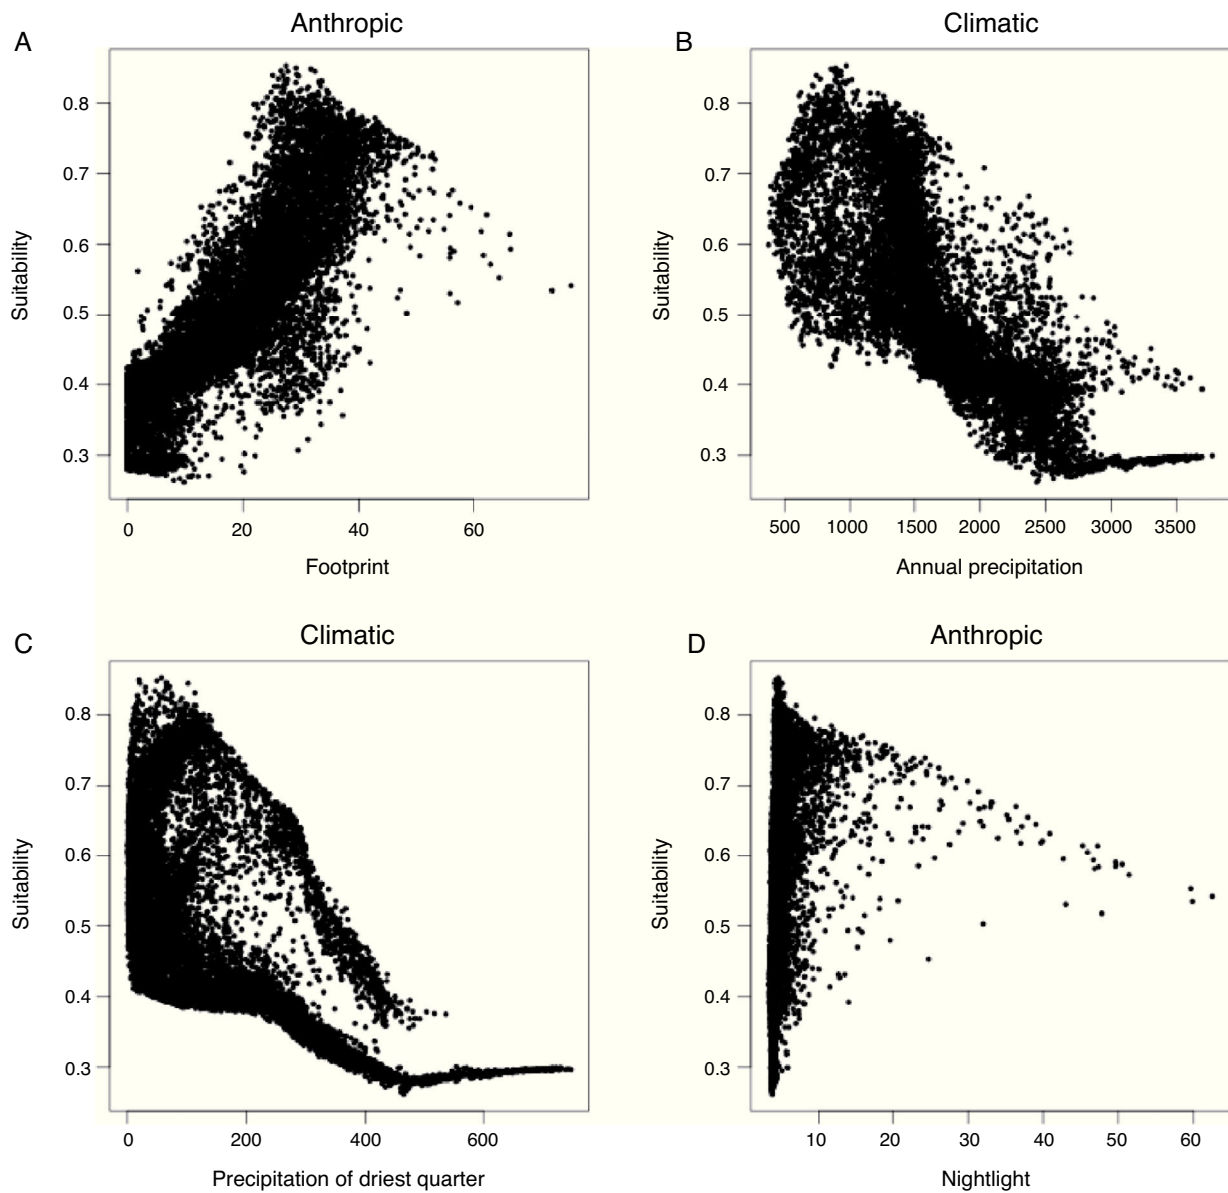 A
Anthropic
0.8
0.7
0.6
0.5
0.4
0.3
Suitability
0 20 40 60
Footprint
B
Climatic
0.8
0.7
0.6
0.5
0.4
0.3
Suitability
500 1000 1500 2000 2500 3000 3500
Annual precipitation
C
Climatic
0.8
0.7
0.6
0.5
0.4
0.3
Suitability
0 200 400 600
Precipitation of driest quarter
D
Anthropic
0.8
0.7
0.6
0.5
0.4
0.3
Suitability
10 20 30 40 50 60
Nightlight